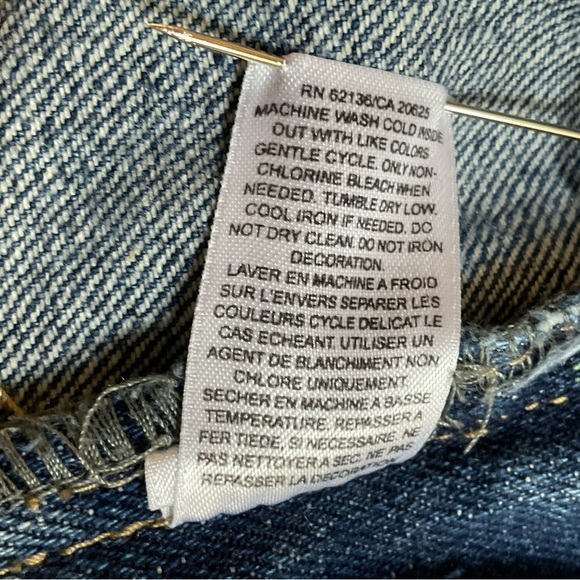 RN 62136/CA 20625
MACHINE WASH COLD INSIDE
OUT WITH LIKE COLORS
GENTLE CYCLE. ONLY NON-
CHLORINE BLEACH WHEN
NEEDED. TUMBLE DRY LOW.
COOL IRON IF NEEDED. DO
NOT DRY CLEAN. DO NOT IRON
DECORATION.
LAVER EN MACHINE A FROID
SUR L'ENVERS SEPARER LES
COULEURS CYCLE DELICAT LE
CAS ECHEANT. UTILISER UN
AGENT DE BLANCHIMENT NON
CHLORE UNIQUEMENT.
SECHER EN MACHINE A BASSE
TEMPERATURE. REPASSER A
FER TIEDE, SI NECESSAIRE. NE
PAS NETTOYER A SEC. NE PAS
REPASSER LA DECORATION.